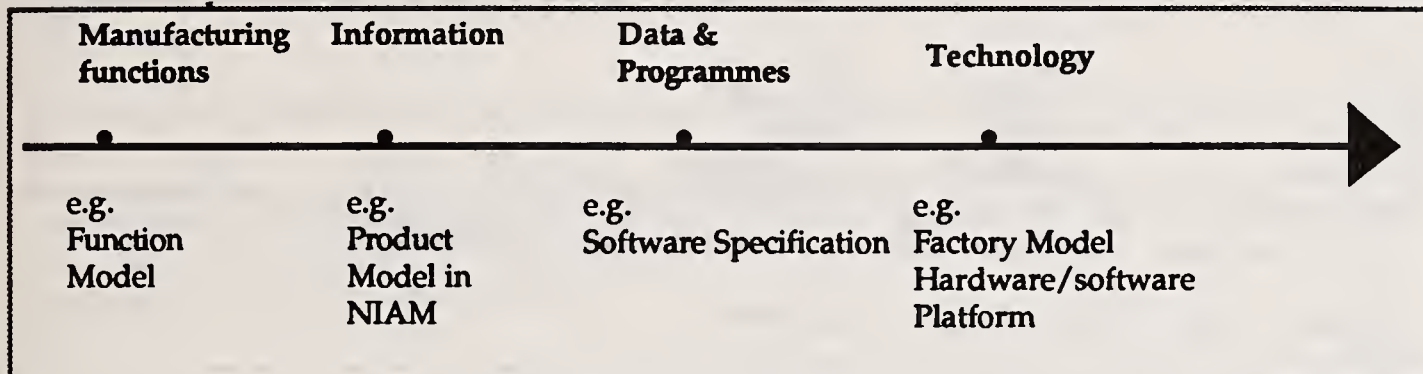 Manufacturing
functions
Information
Data &
Programmes
Technology
e.g.
Function
Model
e.g.
Product
Model in
NIAM
e.g.
Software Specification
e.g.
Factory Model
Hardware/software
Platform